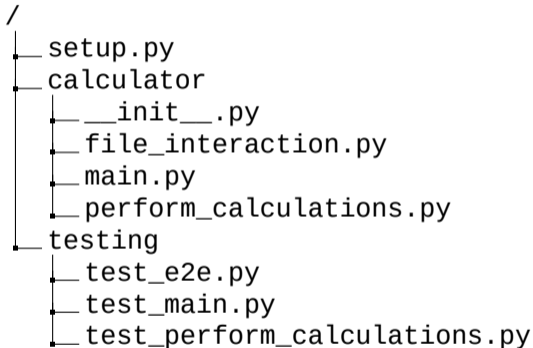 /
setup.py
calculator
__init__.py
file_interaction.py
main.py
perform_calculations.py
testing
test_e2e.py
test_main.py
test_perform_calculations.py